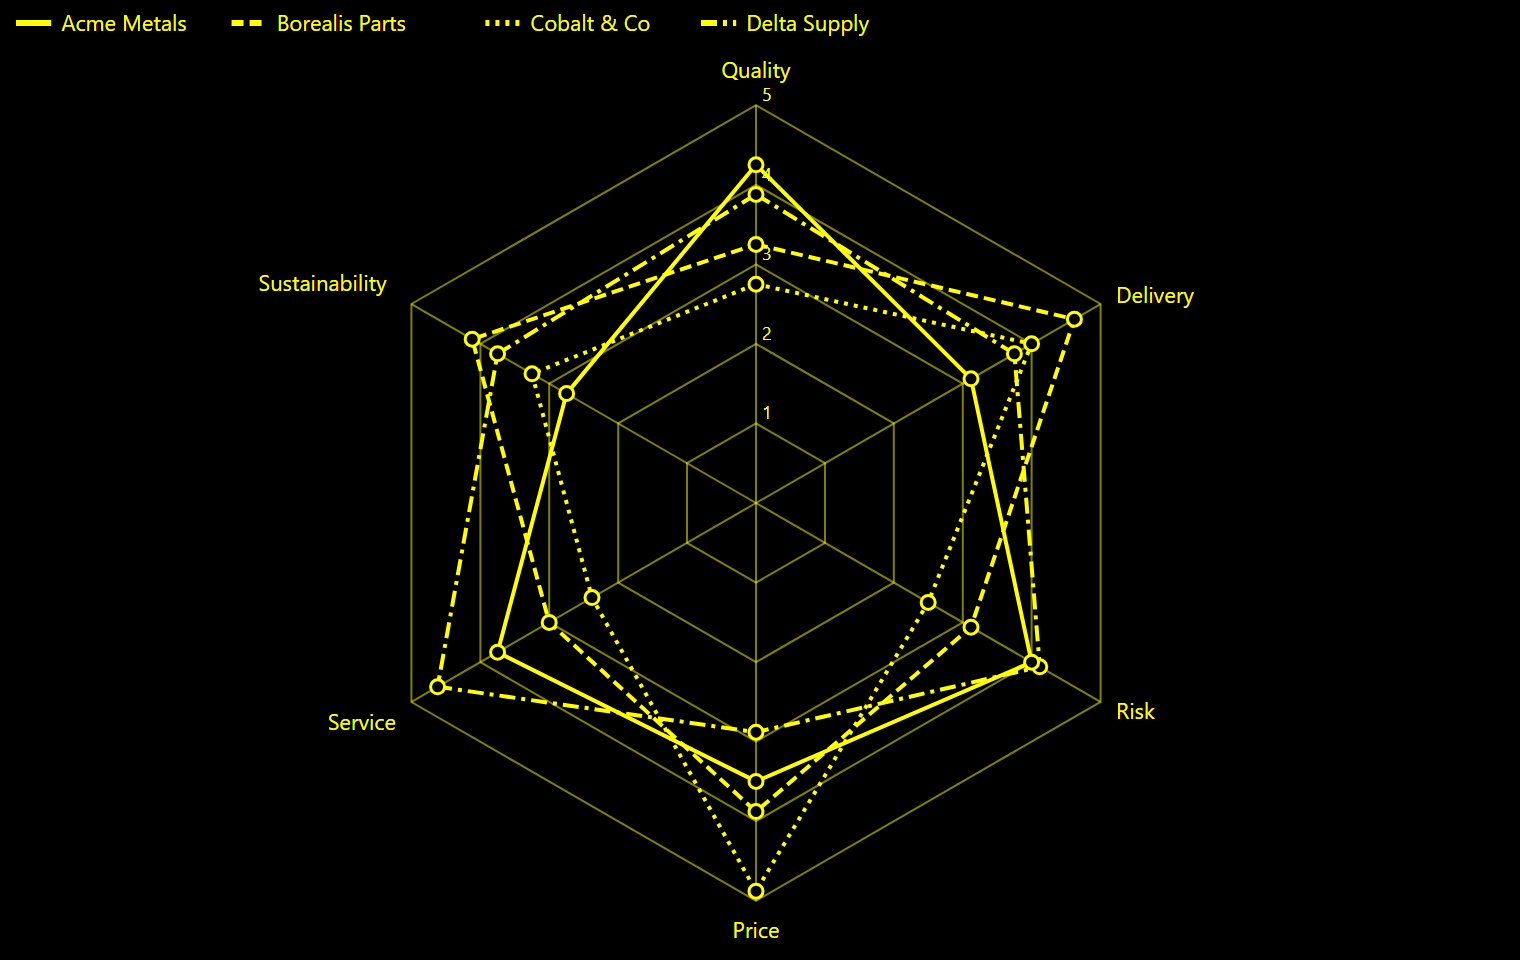 Acme Metals
Borealis Parts
Cobalt & Co
Delta Supply
Quality
5
4
3
2
1
Sustainability
Delivery
Service
Risk
Price